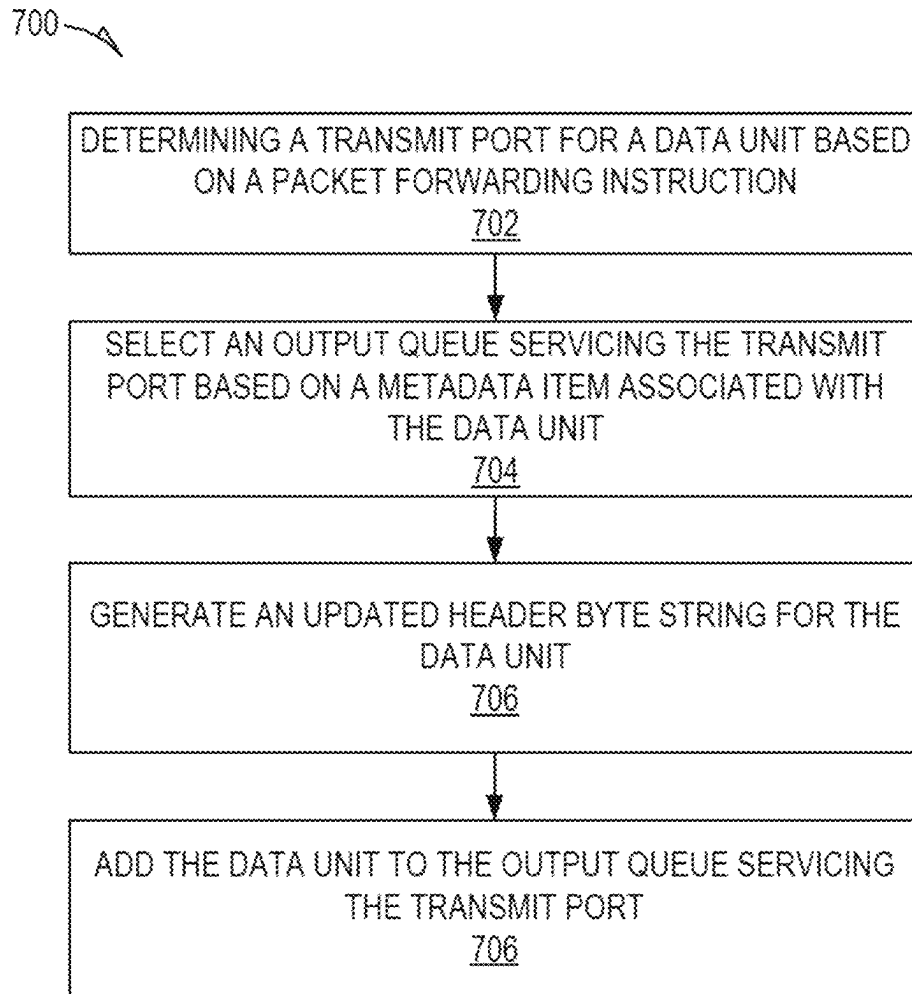 700
DETERMINING A TRANSMIT PORT FOR A DATA UNIT BASED
ON A PACKET FORWARDING INSTRUCTION
702
SELECT AN OUTPUT QUEUE SERVICING THE TRANSMIT
PORT BASED ON A METADATA ITEM ASSOCIATED WITH
THE DATA UNIT
704
GENERATE AN UPDATED HEADER BYTE STRING FOR THE
DATA UNIT
706
ADD THE DATA UNIT TO THE OUTPUT QUEUE SERVICING
THE TRANSMIT PORT
706